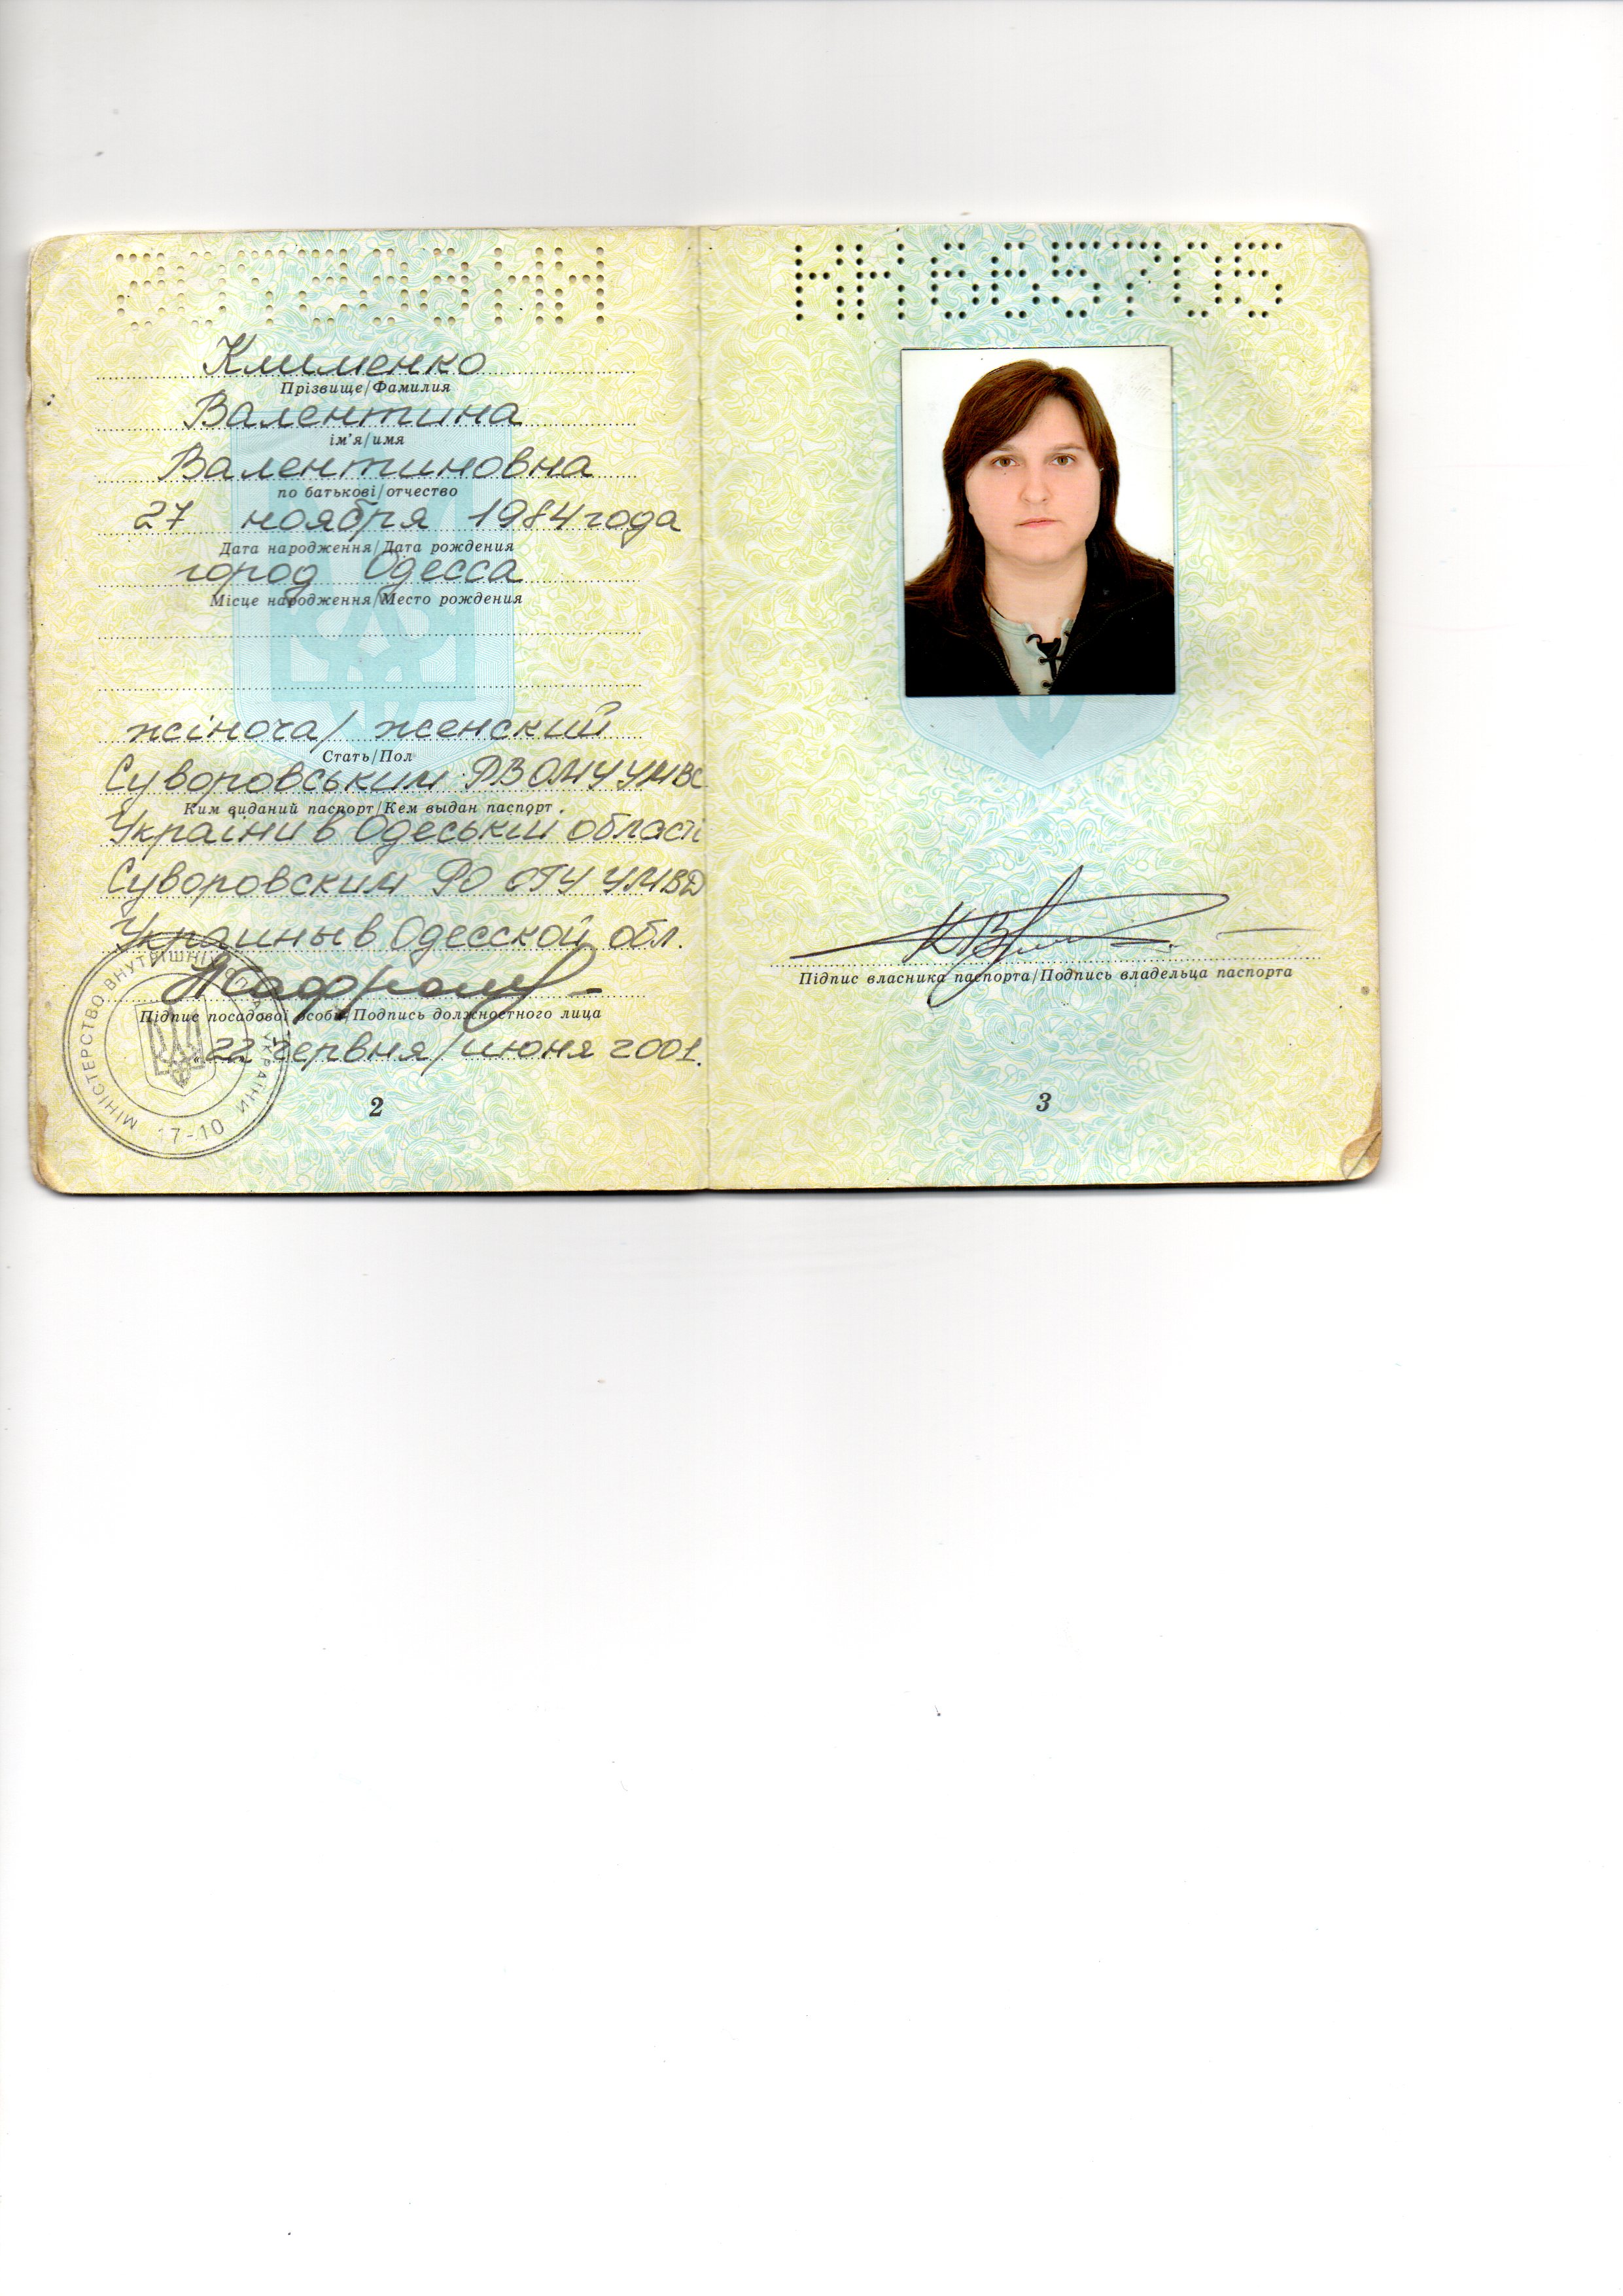 Клименко
Прізвище/Фамилия
Валентина
ім'я/имя
Валентиновна
по батькові/отчество
27 ноября 1984 года
Дата народження/Дата рождения
город Одесса
Місце народження/Место рождения
жіноча/ женский
Стать/Пол
Суворовським РВ ОМУ УМВС
Ким виданий паспорт/Кем выдан паспорт
України в Одеській області
Суворовским РО ОГУ УМВД
Украины в Одесской обл.
Підпис посадової особи/Подпись должностного лица
22 червня/июня 2001.
МІНІСТЕРСТВО ВНУТРІШНІХ СПРАВ УКРАЇНИ
17-10
2
КК665705
Підпис власника паспорта/Подпись владельца паспорта
3